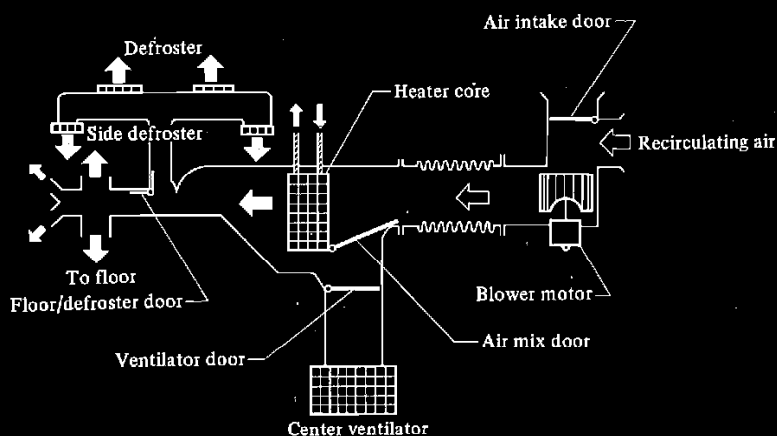 Air intake door
Defroster
Heater core
Side defroster
Recirculating air
To floor
Floor/defroster door
Blower motor
Ventilator door
Air mix door
Center ventilator